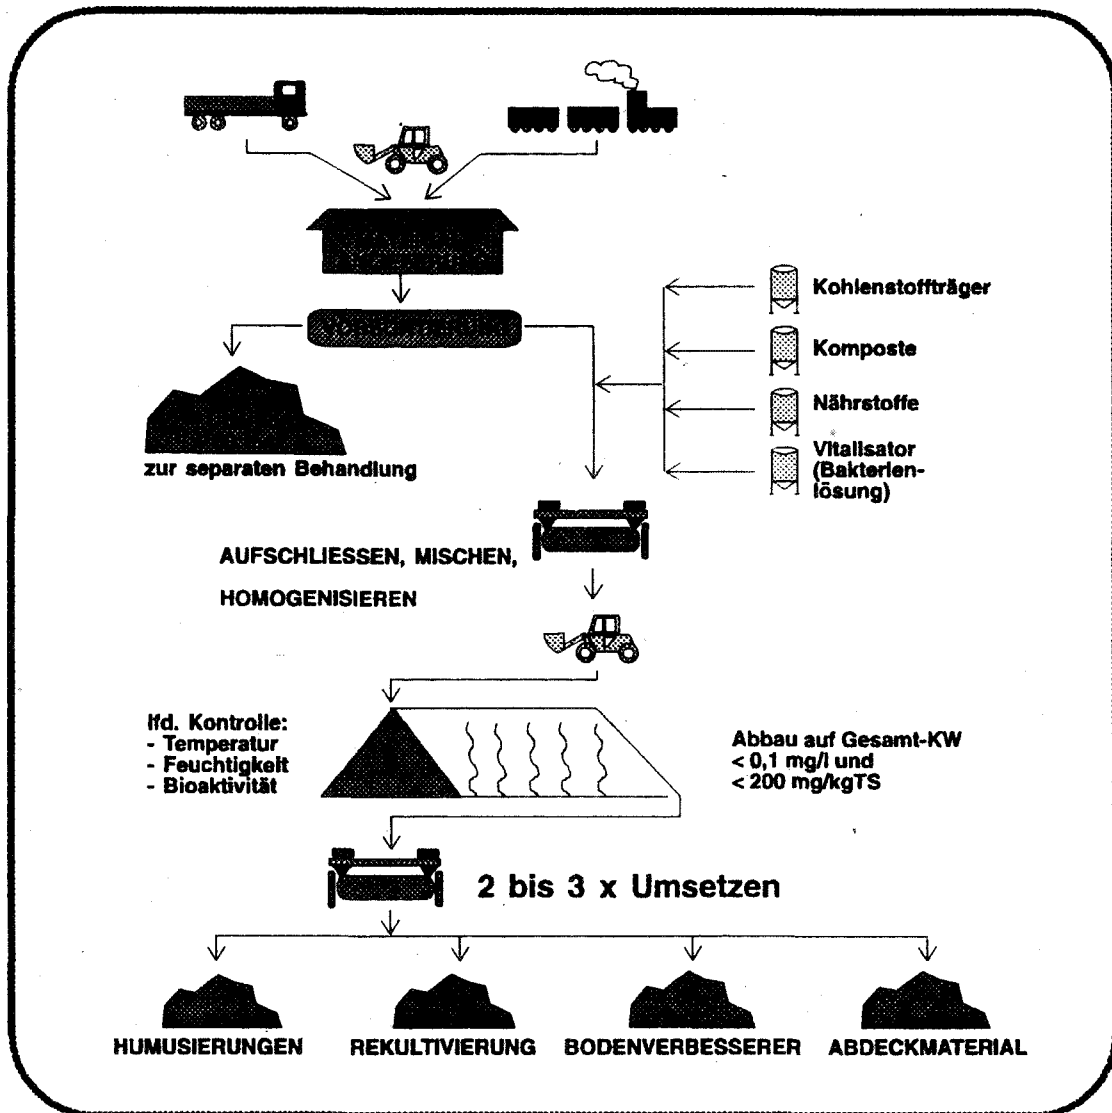 Kohlenstoffträger
Komposte
Nährstoffe
Vitalisator
(Bakterien-
lösung)
zur separaten Behandlung
AUFSCHLIESSEN, MISCHEN,
HOMOGENISIEREN
lfd. Kontrolle:
- Temperatur
- Feuchtigkeit
- Bioaktivität
Abbau auf Gesamt-KW
< 0,1 mg/l und
< 200 mg/kgTS
2 bis 3 x Umsetzen
HUMUSIERUNGEN
REKULTIVIERUNG
BODENVERBESSERER
ABDECKMATERIAL